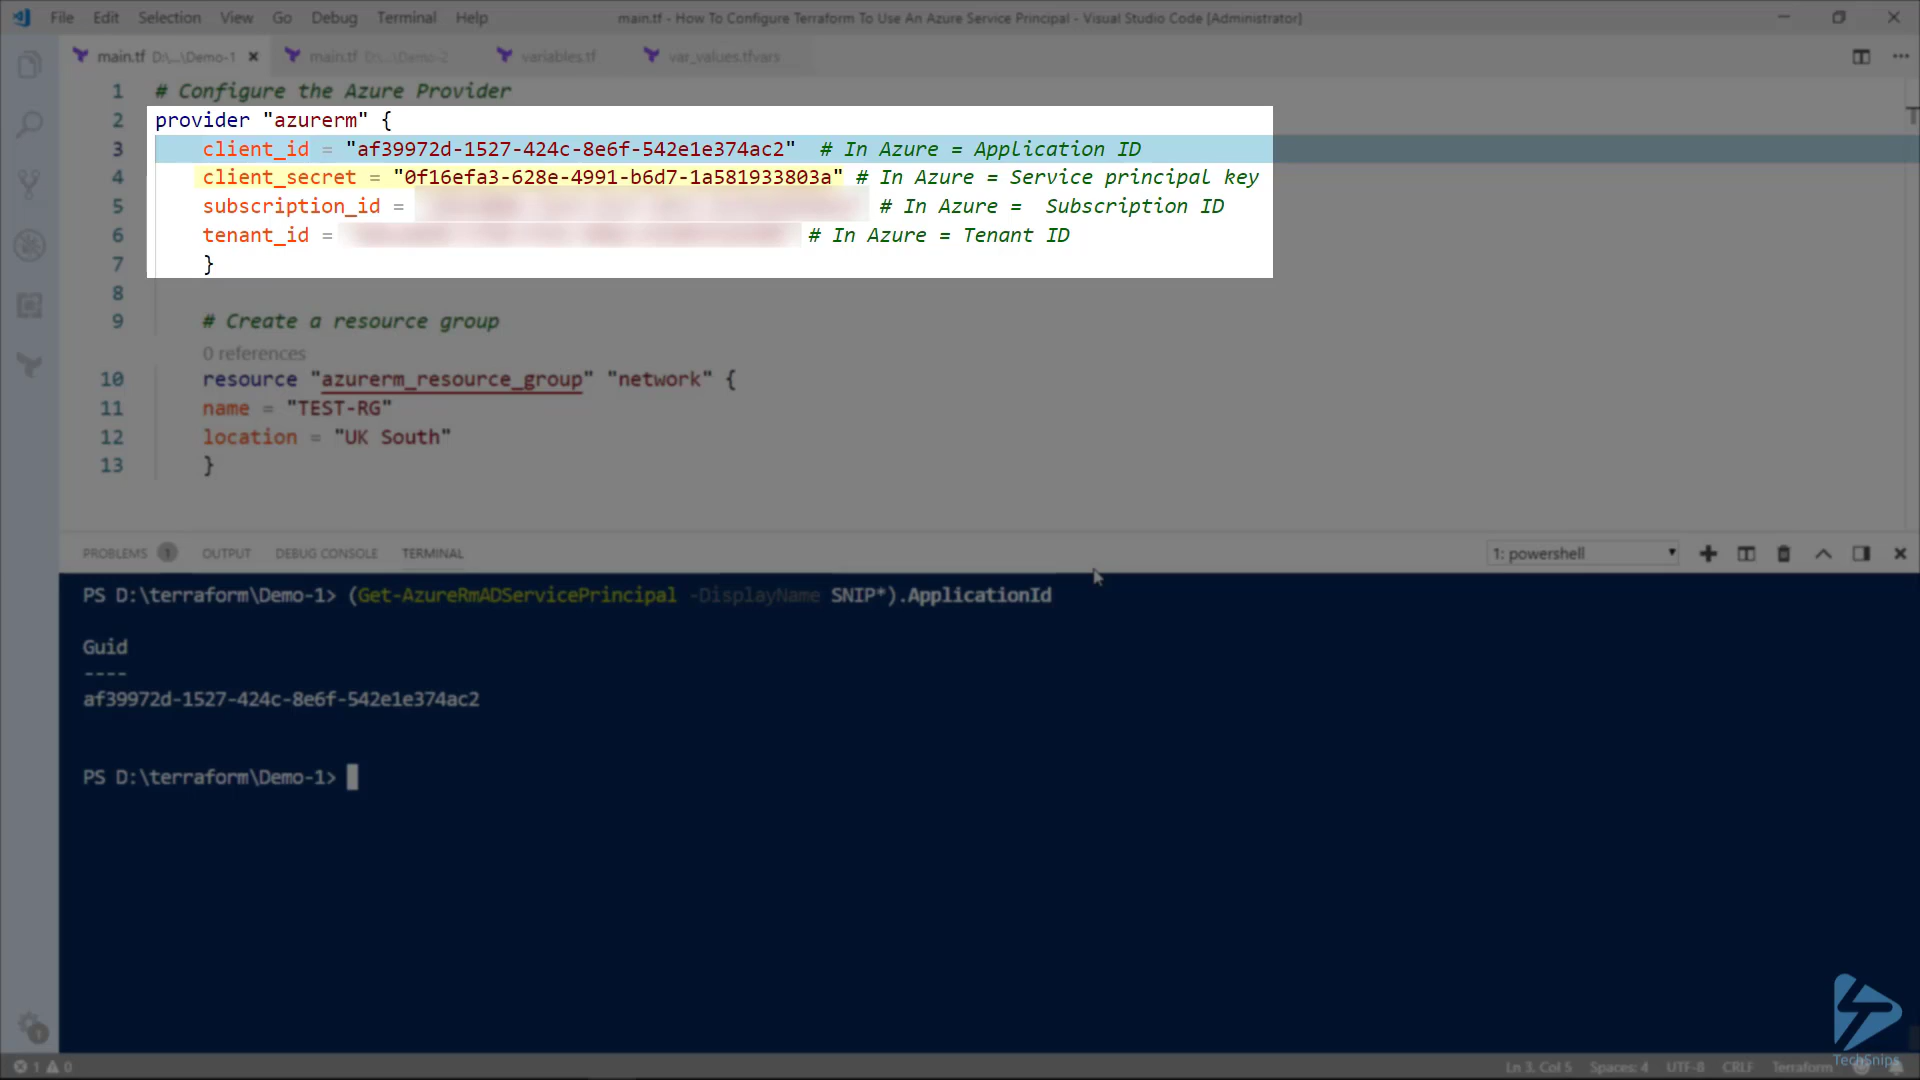 File Edit Selection View Go Debug Terminal Help main.tf - How To Configure Terraform To Use An Azure Service Principal - Visual Studio Code [Administrator]
main.tf D:\...\Demo-1 main.tf D:\...\Demo-2 variables.tf var_values.tfvars
1 # Configure the Azure Provider
2 provider "azurerm" {
3 client_id = "af39972d-1527-424c-8e6f-542e1e374ac2" # In Azure = Application ID
4 client_secret = "0f16efa3-628e-4991-b6d7-1a581933803a" # In Azure = Service principal key
5 subscription_id = # In Azure = Subscription ID
6 tenant_id = # In Azure = Tenant ID
7 }
8
9 # Create a resource group
0 references
10 resource "azurerm_resource_group" "network" {
11 name = "TEST-RG"
12 location = "UK South"
13 }
PROBLEMS 1 OUTPUT DEBUG CONSOLE TERMINAL 1: powershell
PS D:\terraform\Demo-1> (Get-AzureRmADServicePrincipal -DisplayName SNIP*).ApplicationId
Guid
----
af39972d-1527-424c-8e6f-542e1e374ac2
PS D:\terraform\Demo-1>
1
TechSnips
1 0 Ln 3, Col 5 Spaces: 4 UTF-8 CRLF Terraform